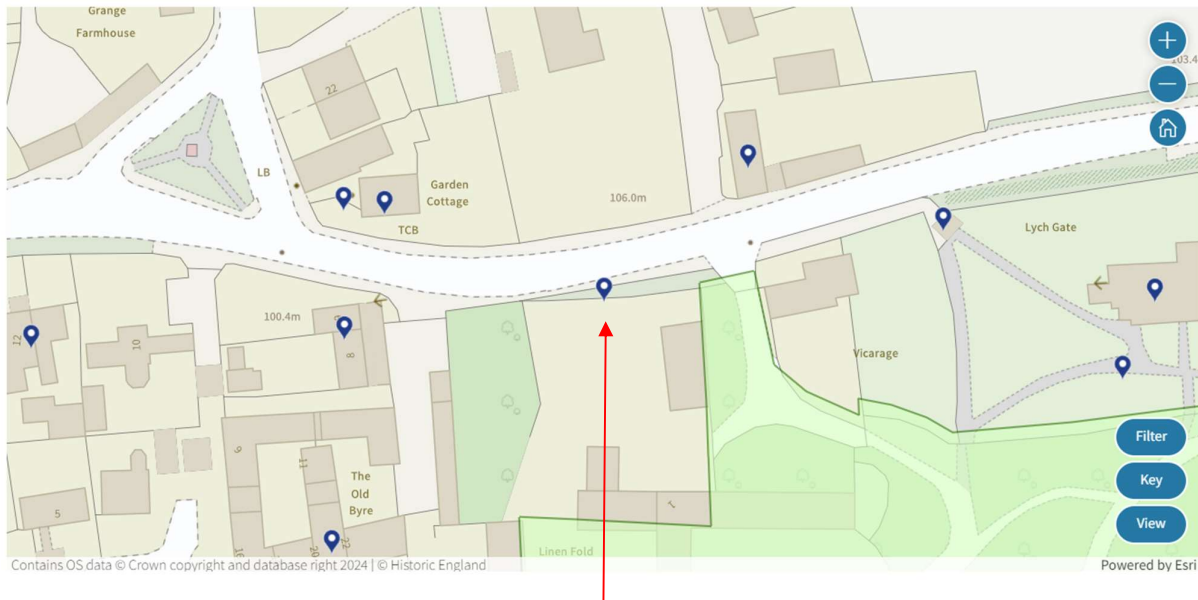 Grange
Farmhouse
+
103.4
−
22
LB
Garden
Cottage
TCB
106.0m
Lych Gate
100.4m
12
10
8
Vicarage
9
11
The
Old
Byre
5
1
16
20
22
Linen Fold
Filter
Key
View
Contains OS data © Crown copyright and database right 2024 | © Historic England
Powered by Esri